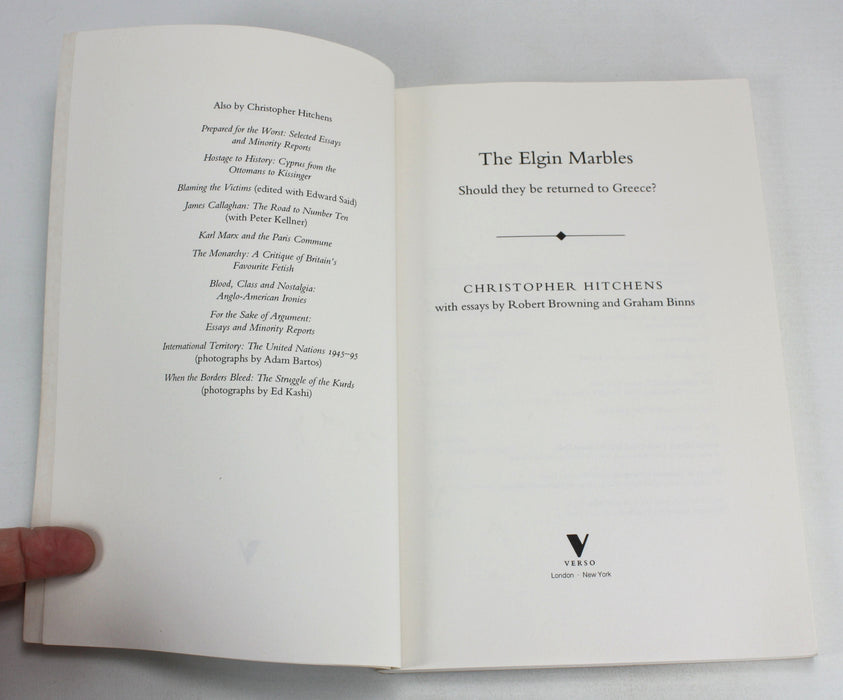 Also by Christopher Hitchens
Prepared for the Worst: Selected Essays
and Minority Reports
Hostage to History: Cyprus from the
Ottomans to Kissinger
Blaming the Victims (edited with Edward Said)
James Callaghan: The Road to Number Ten
(with Peter Kellner)
Karl Marx and the Paris Commune
The Monarchy: A Critique of Britain's
Favourite Fetish
Blood, Class and Nostalgia:
Anglo-American Ironies
For the Sake of Argument:
Essays and Minority Reports
International Territory: The United Nations 1945–95
(photographs by Adam Bartos)
When the Borders Bleed: The Struggle of the Kurds
(photographs by Ed Kashi)
The Elgin Marbles
Should they be returned to Greece?
CHRISTOPHER HITCHENS
with essays by Robert Browning and Graham Binns
VERSO
London · New York